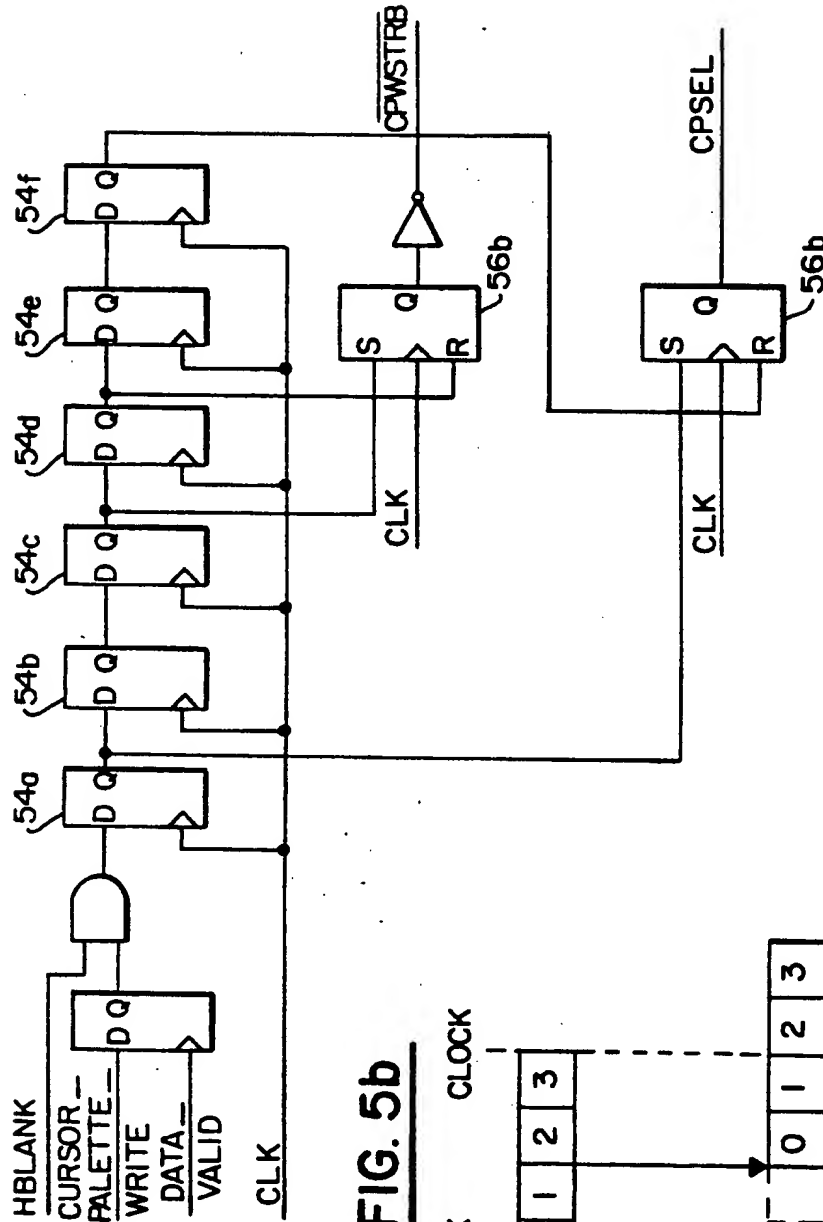 54a
54b
54c
54d
54e
54f
HBLANK
CURSOR_
PALETTE_
WRITE
DATA_
VALID
CLK
D Q
D Q
D Q
D Q
D Q
D Q
D Q
S
R
Q
CLK
56b
CPWSTRB
S
R
Q
CLK
56b
CPSEL
FIG. 5b
CLOCK
1 2 3
0 1 2 3